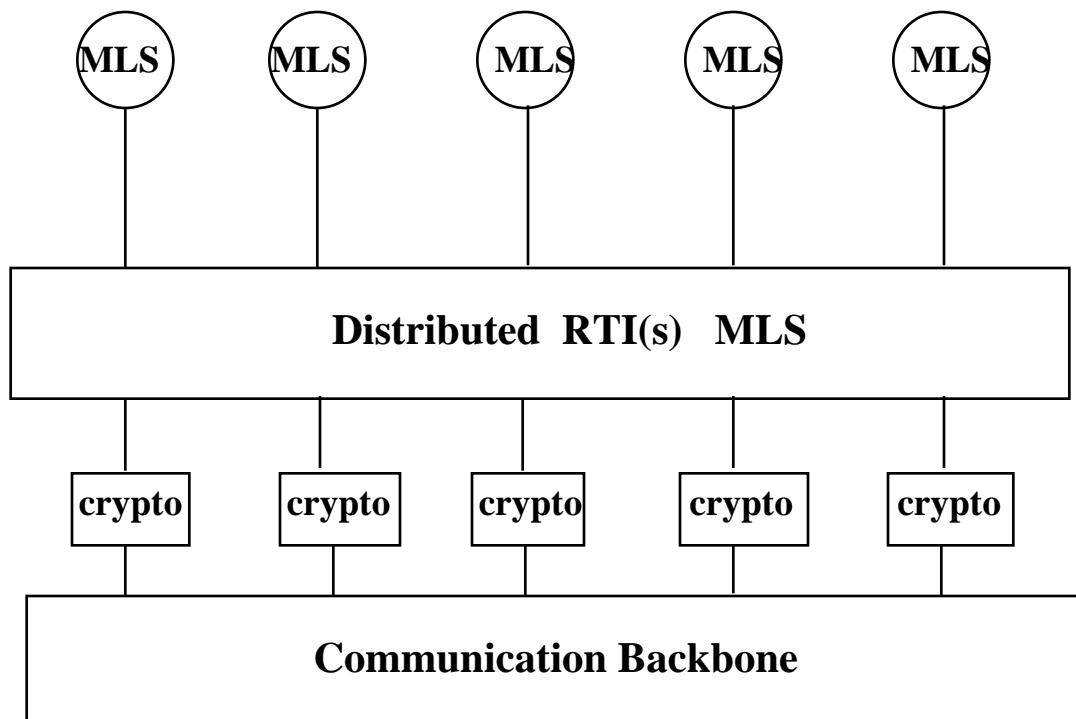 MLS MLS MLS MLS MLS
Distributed RTI(s) MLS
crypto crypto crypto crypto crypto
Communication Backbone